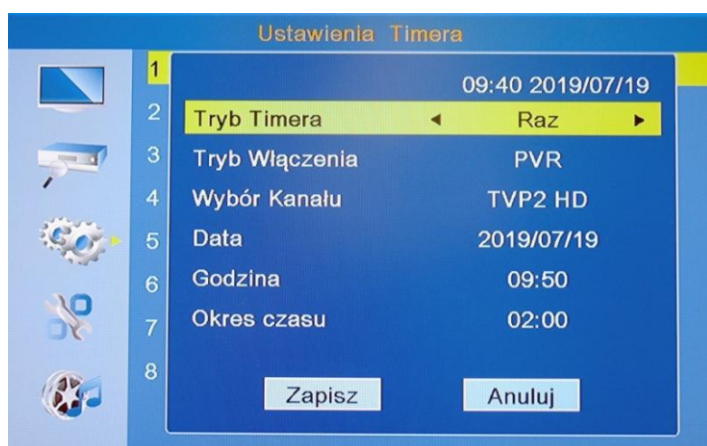 Ustawienia Timera
1
09:40 2019/07/19
2 Tryb Timera Raz
3 Tryb Włączenia PVR
4 Wybór Kanału TVP2 HD
5 Data 2019/07/19
6 Godzina 09:50
7 Okres czasu 02:00
8
Zapisz Anuluj